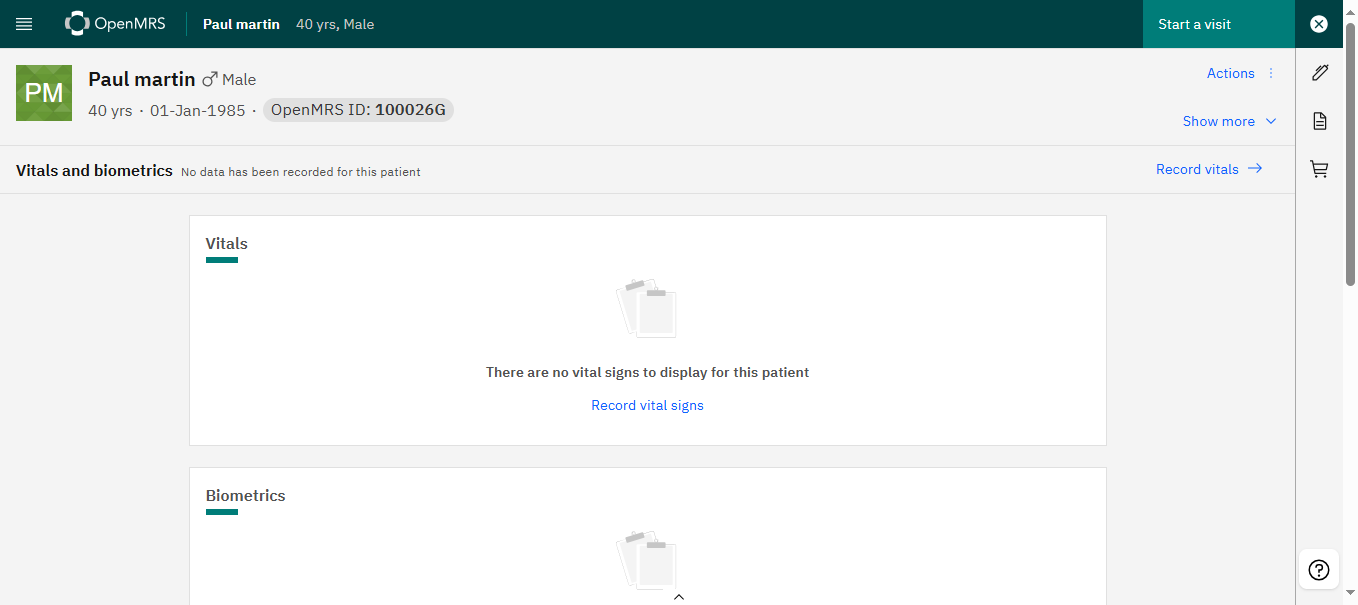 OpenMRS Paul martin 40 yrs, Male Start a visit
PM Paul martin ♂ Male Actions
40 yrs · 01-Jan-1985 · OpenMRS ID: 100026G
Show more
Vitals and biometrics No data has been recorded for this patient Record vitals
Vitals
There are no vital signs to display for this patient
Record vital signs
Biometrics